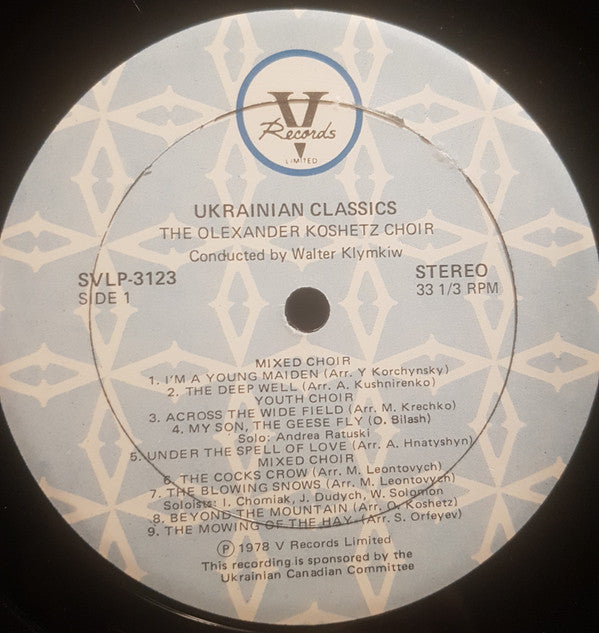 V
Records
LIMITED
UKRAINIAN CLASSICS
THE OLEXANDER KOSHETZ CHOIR
Conducted by Walter Klymkiw
SVLP-3123
SIDE 1
STEREO
33 1/3 RPM
MIXED CHOIR
1. I'M A YOUNG MAIDEN (Arr. Y Korchynsky)
2. THE DEEP WELL (Arr. A. Kushnirenko)
YOUTH CHOIR
3. ACROSS THE WIDE FIELD (Arr. M. Krechko)
4. MY SON, THE GEESE FLY (O. Bilash)
Solo: Andrea Ratuski
5. UNDER THE SPELL OF LOVE (Arr. A. Hnatyshyn)
MIXED CHOIR
6. THE COCKS CROW (Arr. M. Leontovych)
7. THE BLOWING SNOWS (Arr. M. Leontovych)
Soloists: I. Chomiak, J. Dudych, W. Solomon
8. BEYOND THE MOUNTAIN (Arr. O. Koshetz)
9. THE MOWING OF THE HAY. (Arr. S. Orfeyev)
Ⓟ 1978 V Records Limited
This recording is sponsored by the
Ukrainian Canadian Committee